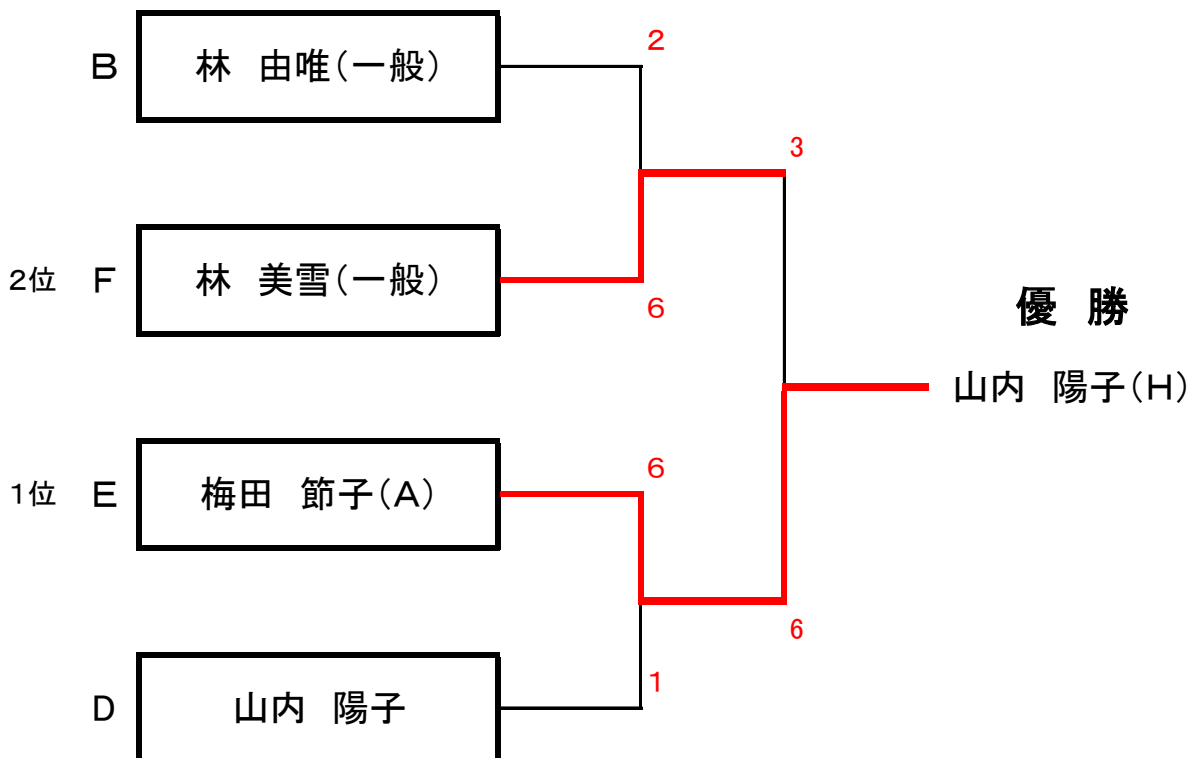 2
B 林 由唯(一般)
3
2位 F 林 美雪(一般)
6
優 勝
山内 陽子(H)
6
1位 E 梅田 節子(A)
6
1
D 山内 陽子